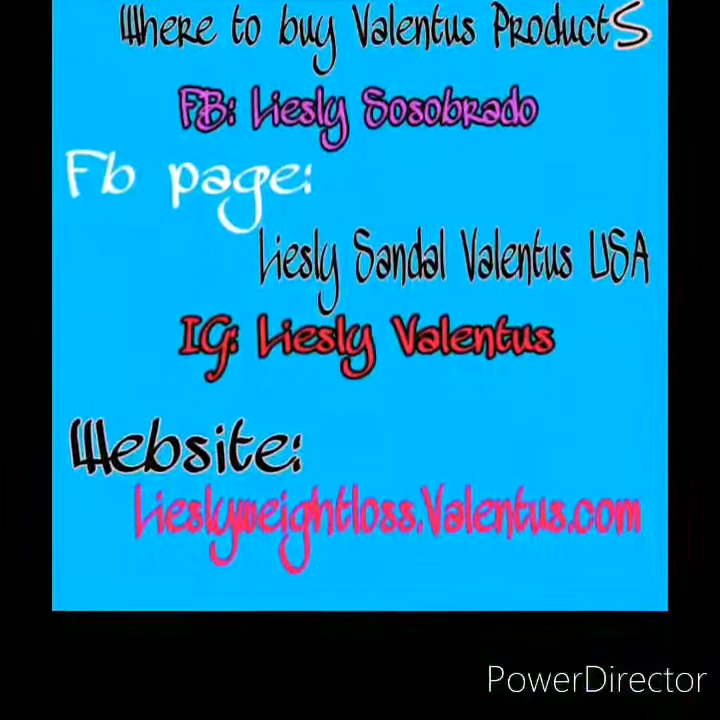 Where to buy Valentus Products
FB: Liesly Sosobrado
Fb page:
Liesly Sandal Valentus USA
IG: Liesly Valentus
Website:
Lieslyweightloss.Valentus.com
PowerDirector